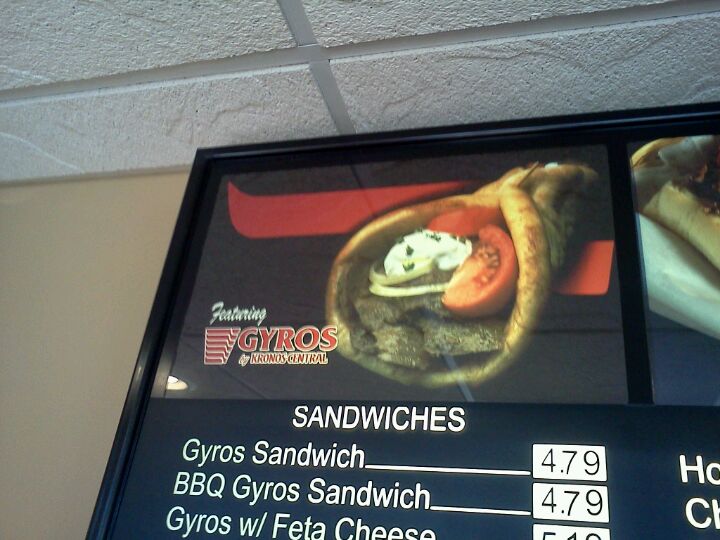 Featuring
GYROS
by KRONOS CENTRAL
SANDWICHES
Gyros Sandwich 4.79
BBQ Gyros Sandwich 4.79
Gyros w/ Feta Cheese